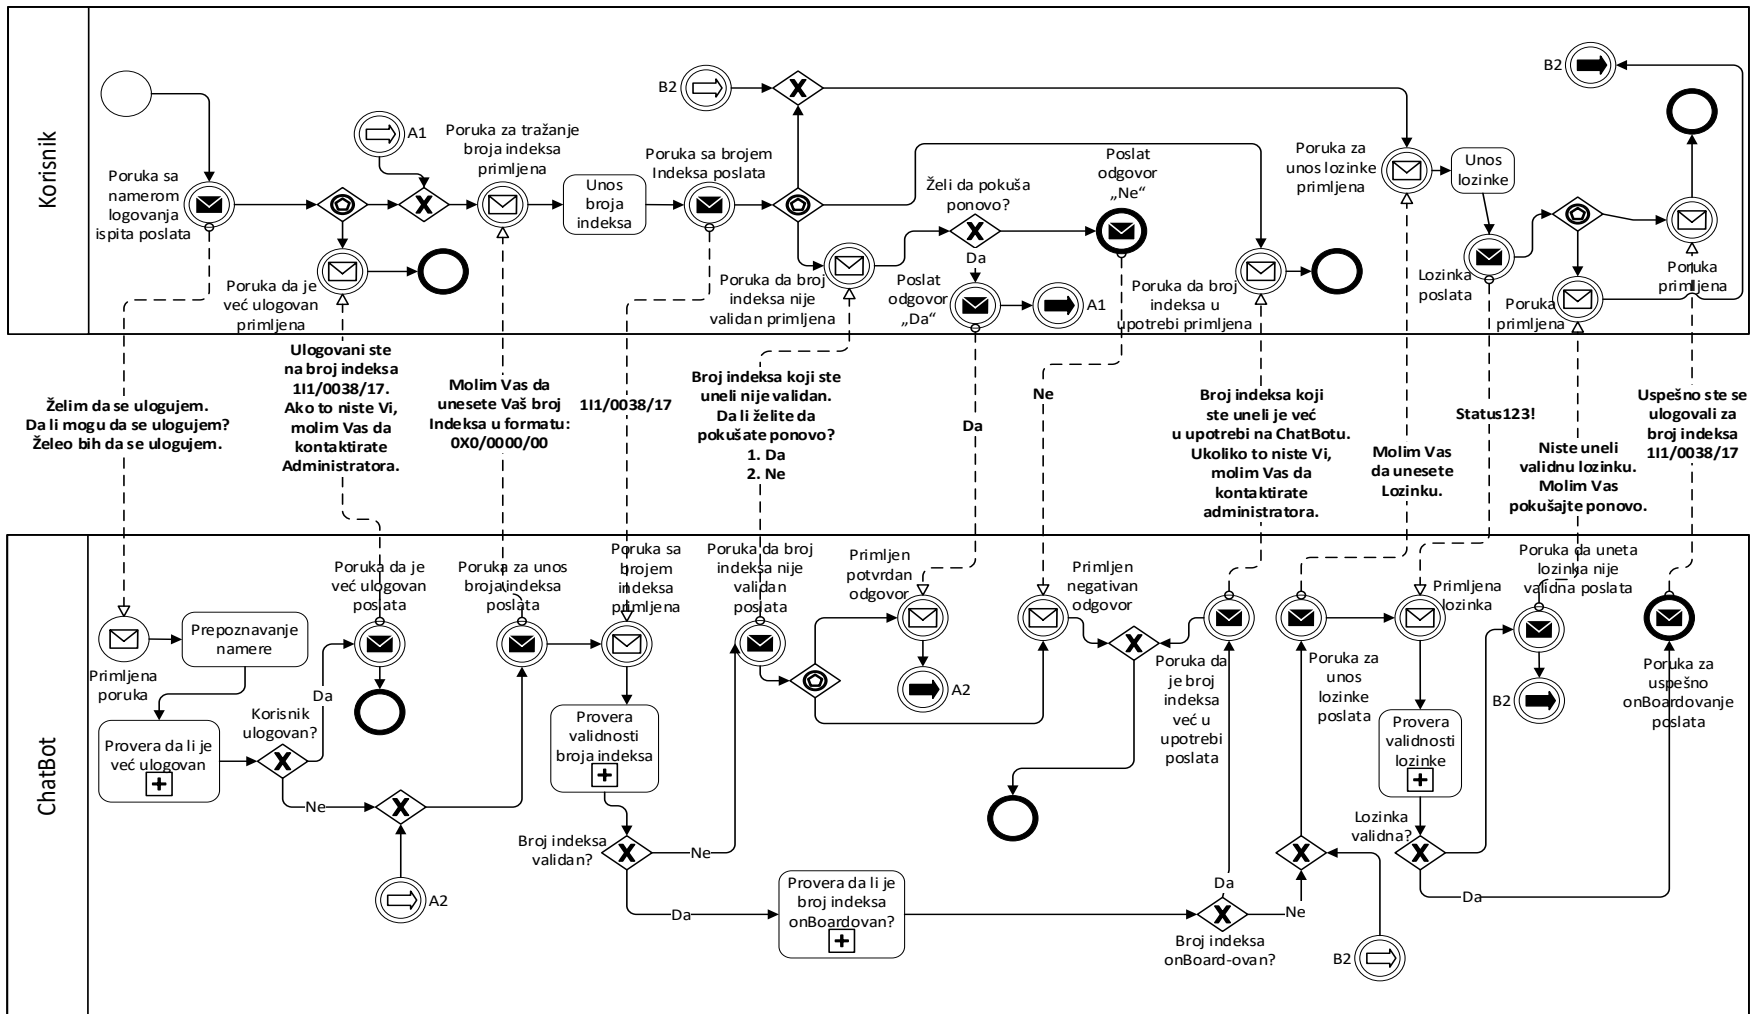 Korisnik
Poruka sa
namerom
logovanja
ispita poslata
Poruka da je
već ulogovan
primljena
A1
Poruka za tražanje
broja indeksa
primljena
Unos
broja
indeksa
Poruka sa brojem
Indeksa poslata
B2
Poruka da broj
indeksa nije
validan primljena
Želi da pokuša
ponovo?
Da
Poslat
odgovor
„Da“
A1
Poslat
odgovor
„Ne“
Poruka da broj
indeksa u
upotrebi primljena
Poruka za
unos lozinke
primljena
Unos
lozinke
Lozinka
poslata
Poruka
primljena
B2
Poruka
primljena
Želim da se ulogujem.
Da li mogu da se ulogujem?
Želeo bih da se ulogujem.
Ulogovani ste
na broj indeksa
1I1/0038/17.
Ako to niste Vi,
molim Vas da
kontaktirate
Administratora.
Molim Vas da
unesete Vaš broj
Indeksa u formatu:
0X0/0000/00
1I1/0038/17
Broj indeksa koji ste
uneli nije validan.
Da li želite da
pokušate ponovo?
1. Da
2. Ne
Da
Ne
Broj indeksa koji
ste uneli je već
u upotrebi na ChatBotu.
Ukoliko to niste Vi,
molim Vas da
kontaktirate
administratora.
Molim Vas
da unesete
Lozinku.
Status123!
Niste uneli
validnu lozinku.
Molim Vas
pokušajte ponovo.
Uspešno ste se
ulogovali za
broj indeksa
1I1/0038/17
ChatBot
Primljena
poruka
Prepoznavanje
namere
Provera da li je
već ulogovan
Korisnik
ulogovan?
Da
Ne
Poruka da je
već ulogovan
poslata
A2
Poruka za unos
broja indeksa
poslata
Poruka sa
brojem
indeksa
primljena
Provera
validnosti
broja indeksa
Broj indeksa
validan?
Ne
Da
Poruka da broj
indeksa nije
validan
poslata
Primljen
potvrdan
odgovor
A2
Primljen
negativan
odgovor
Provera da li je
broj indeksa
onBoardovan?
Poruka da
je broj
indeksa
već u
upotrebi
poslata
Da
Ne
Broj indeksa
onBoard-ovan?
Poruka za
unos
lozinke
poslata
B2
Primljena
lozinka
Provera
validnosti
lozinke
Lozinka
validna?
Da
Poruka da uneta
lozinka nije
validna poslata
B2
Poruka za
uspešno
onBoardovanje
poslata